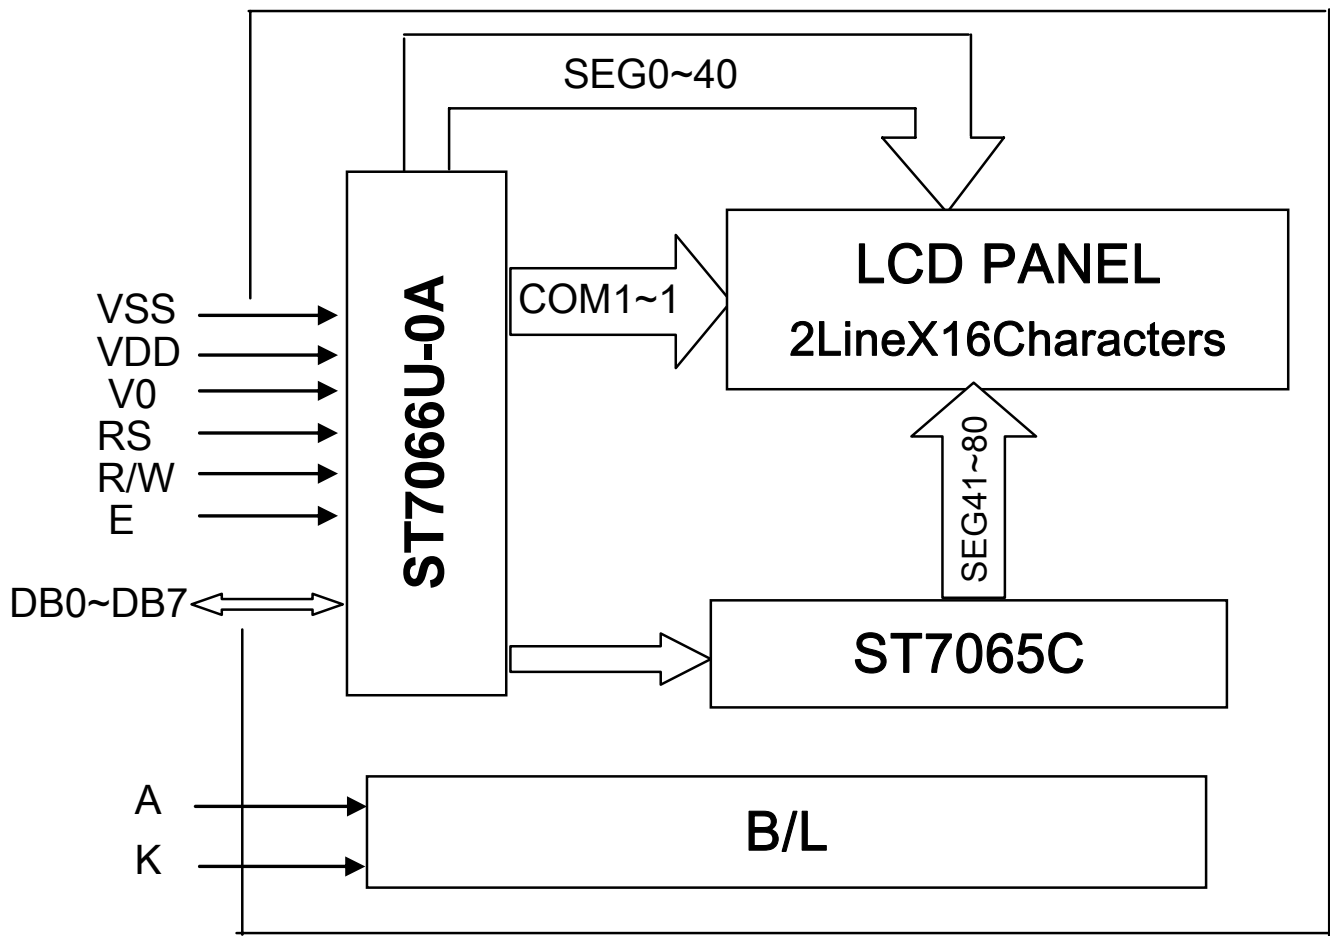 SEG0~40
LCD PANEL
2LineX16Characters
COM1~1
ST7066U-0A
VSS
VDD
V0
RS
R/W
E
DB0~DB7
SEG41~80
ST7065C
A
K
B/L